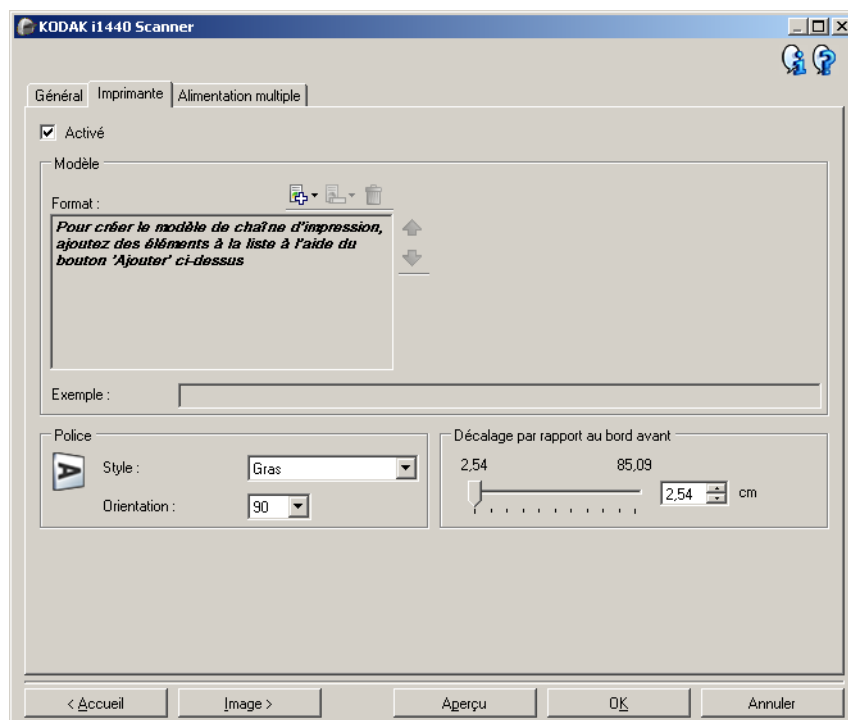 KODAK i1440 Scanner
Général
Imprimante
Alimentation multiple
Activé
Modèle
Format :
Pour créer le modèle de chaîne d'impression,
ajoutez des éléments à la liste à l'aide du
bouton 'Ajouter' ci-dessus
Exemple :
Police
A
Style :
Gras
Orientation :
90
Décalage par rapport au bord avant
2,54
85,09
2,54
cm
< Accueil
Image >
Aperçu
OK
Annuler